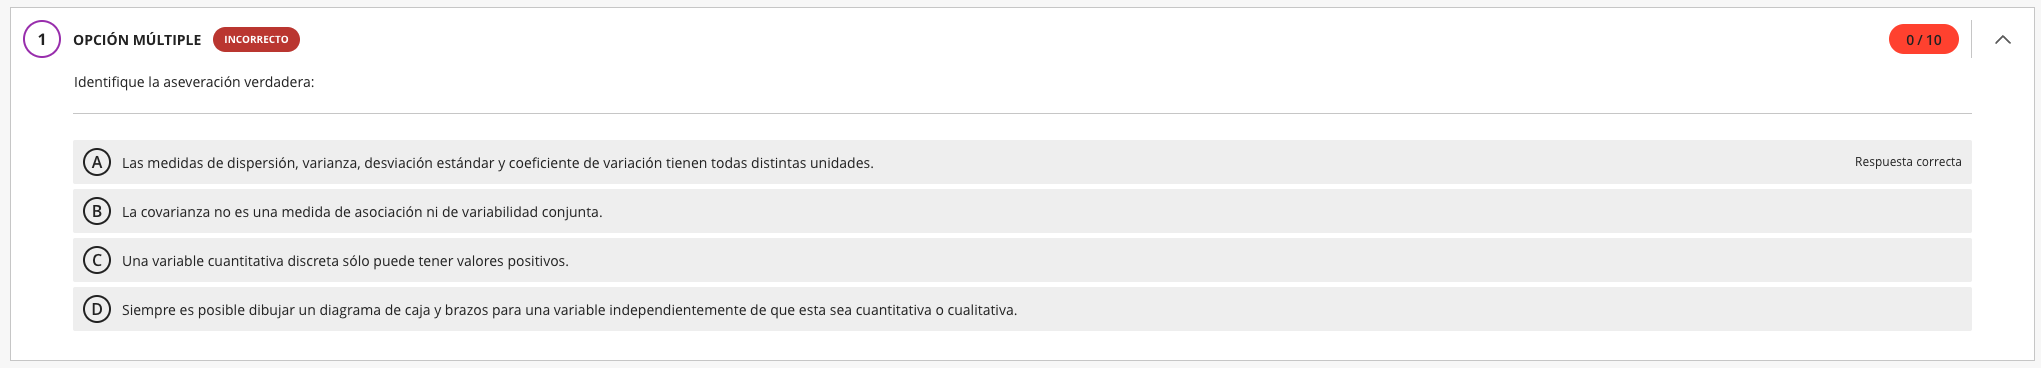 1 OPCIÓN MÚLTIPLE INCORRECTO 0 / 10
Identifique la aseveración verdadera:
A Las medidas de dispersión, varianza, desviación estándar y coeficiente de variación tienen todas distintas unidades. Respuesta correcta
B La covarianza no es una medida de asociación ni de variabilidad conjunta.
C Una variable cuantitativa discreta sólo puede tener valores positivos.
D Siempre es posible dibujar un diagrama de caja y brazos para una variable independientemente de que esta sea cuantitativa o cualitativa.